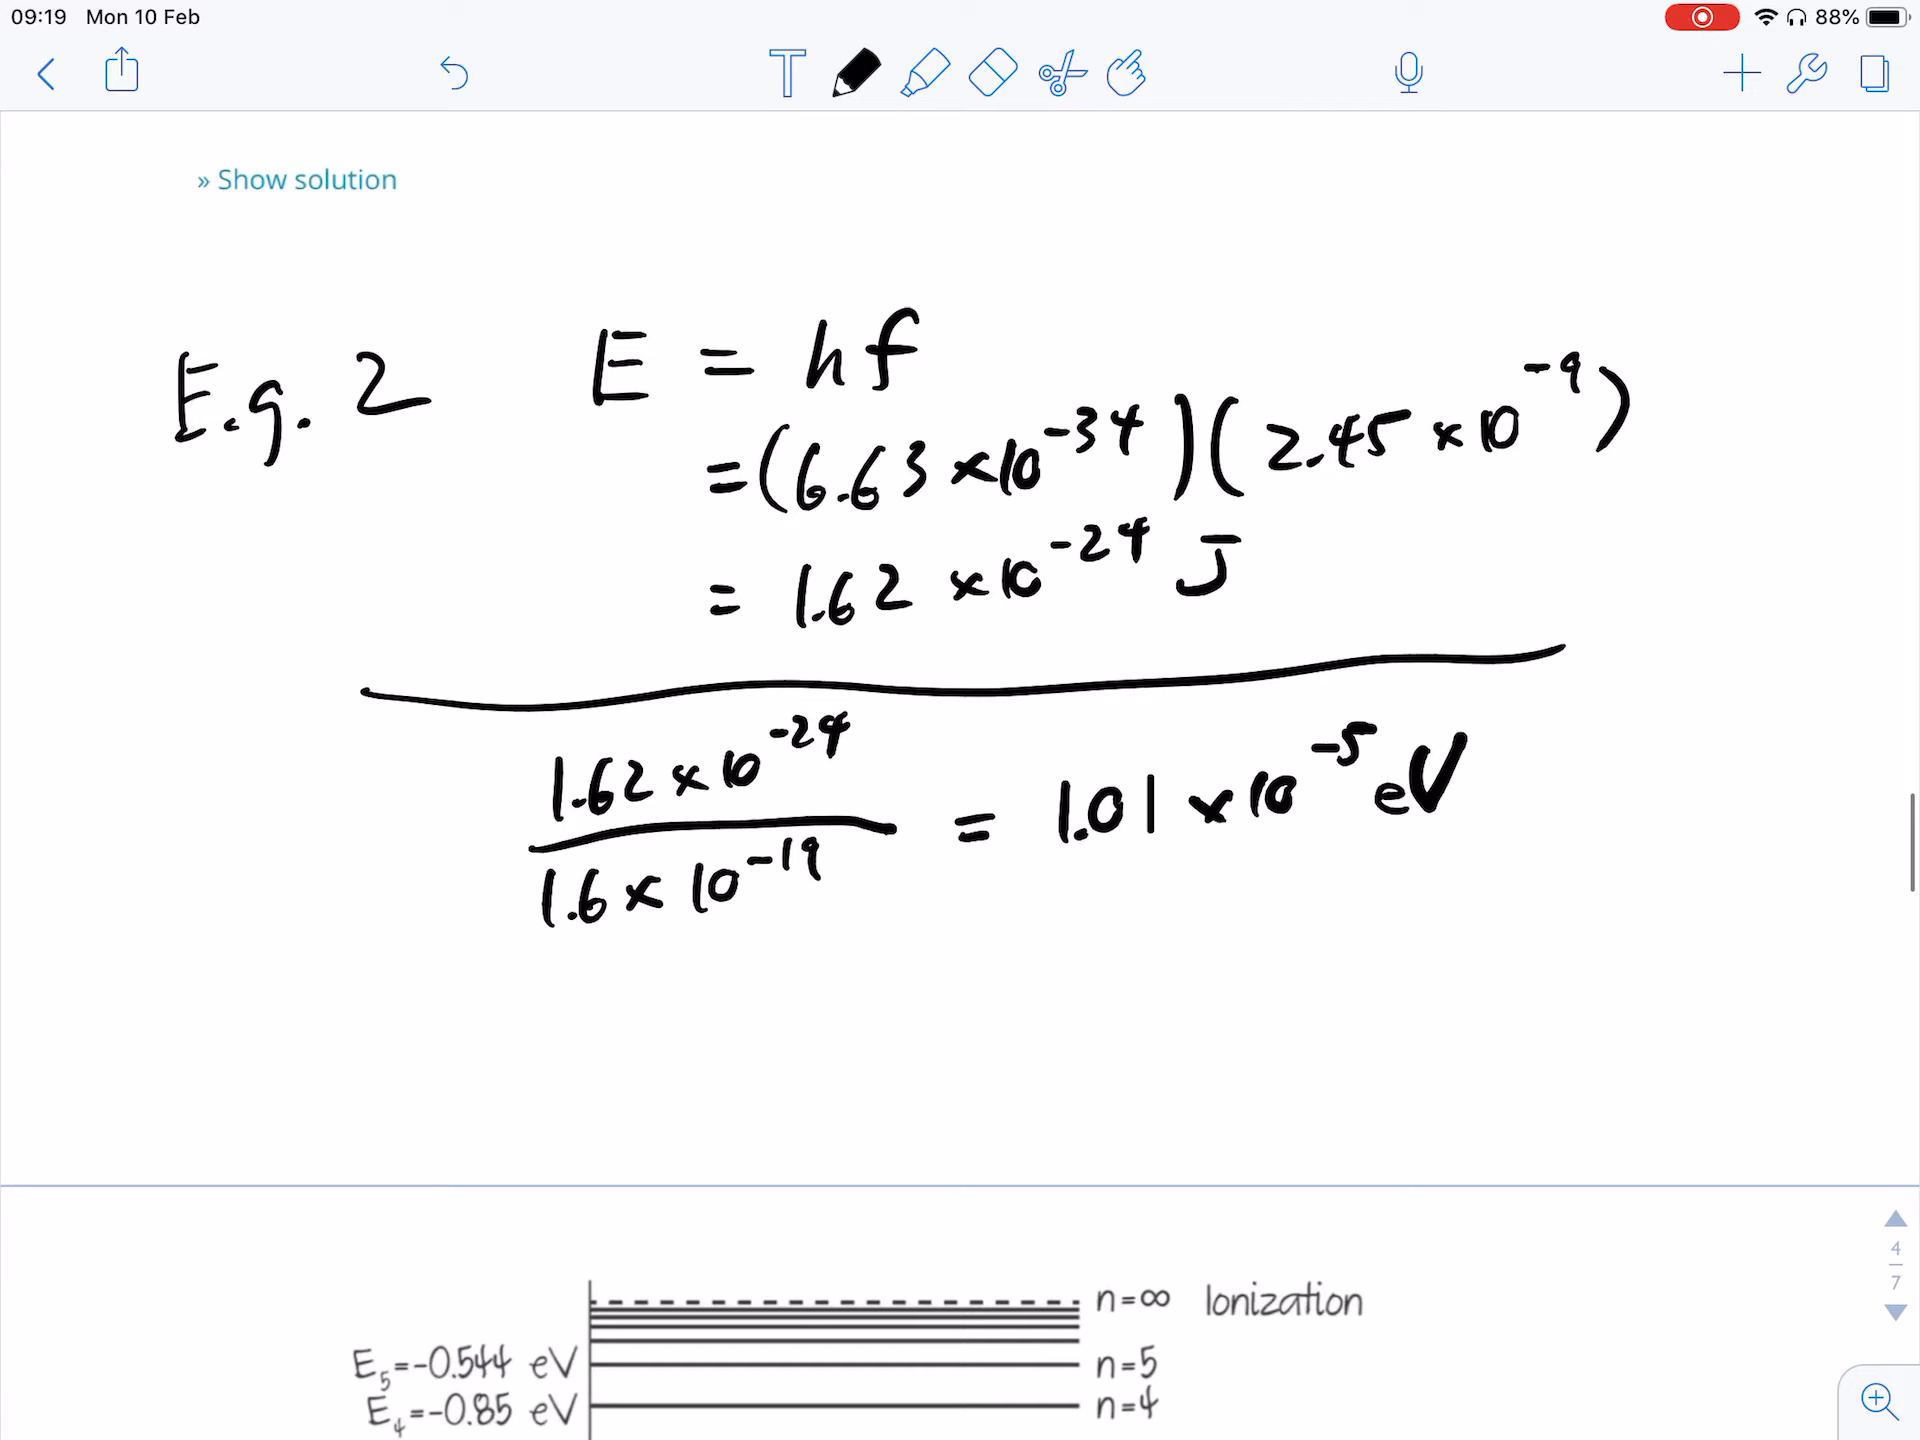 09:19 Mon 10 Feb 88%
T
» Show solution
E.g. 2 E = hf
= (6.63 × 10⁻³⁴)(2.45 × 10⁻⁹)
= 1.62 × 10⁻²⁴ J
1.62 × 10⁻²⁴
= 1.01 × 10⁻⁵ eV
1.6 × 10⁻¹⁹
4
7
n=∞ Ionization
E₅=-0.544 eV n=5
E₄=-0.85 eV n=4